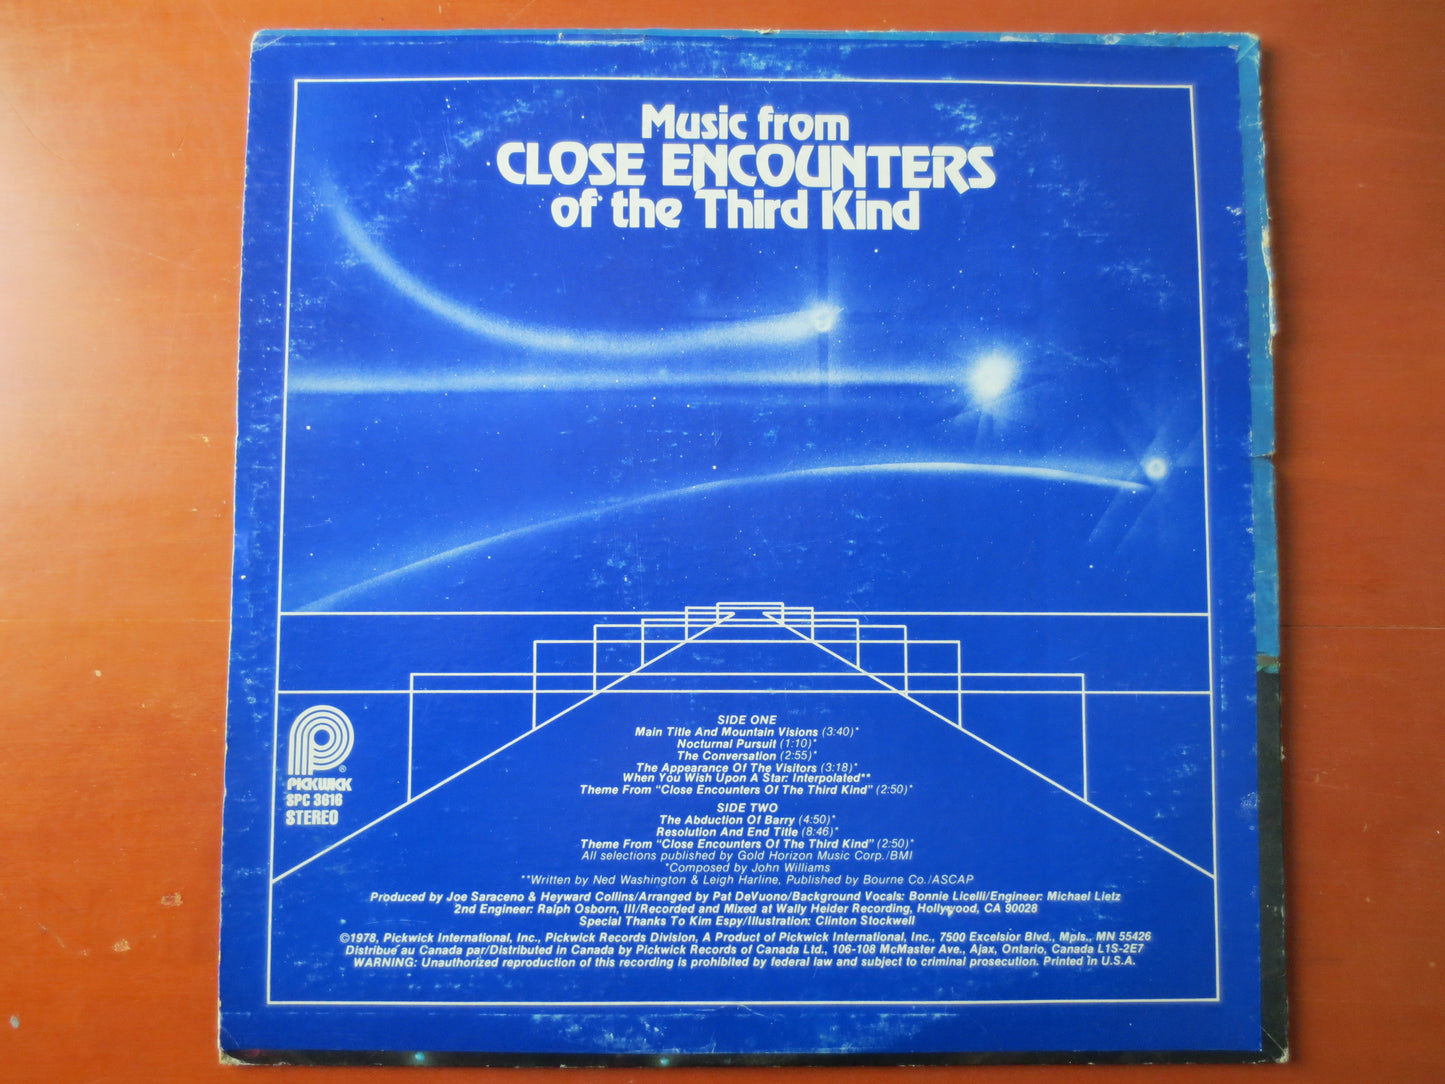 Music from
CLOSE ENCOUNTERS
of the Third Kind
SIDE ONE
Main Title And Mountain Visions (3:40)*
Nocturnal Pursuit (1:10)*
The Conversation (2:55)*
The Appearance Of The Visitors (3:18)*
When You Wish Upon A Star: Interpolated**
Theme From "Close Encounters Of The Third Kind" (2:50)*
SIDE TWO
The Abduction Of Barry (4:50)*
Resolution And End Title (8:46)*
Theme From "Close Encounters Of The Third Kind" (2:50)*
All selections published by Gold Horizon Music Corp./BMI
*Composed by John Williams
**Written by Ned Washington & Leigh Harline, Published by Bourne Co./ASCAP
P
®
PICKWICK
SPC 3616
STEREO
Produced by Joe Saraceno & Heyward Collins/Arranged by Pat DeVuono/Background Vocals: Bonnie Licelli/Engineer: Michael Lietz
2nd Engineer: Ralph Osborn, III/Recorded and Mixed at Wally Heider Recording, Hollywood, CA 90028
Special Thanks To Kim Espy/Illustration: Clinton Stockwell
©1978, Pickwick International, Inc., Pickwick Records Division, A Product of Pickwick International, Inc., 7500 Excelsior Blvd., Mpls., MN 55426
Distribué au Canada par/Distributed in Canada by Pickwick Records of Canada Ltd., 106-108 McMaster Ave., Ajax, Ontario, Canada L1S-2E7
WARNING: Unauthorized reproduction of this recording is prohibited by federal law and subject to criminal prosecution. Printed in U.S.A.